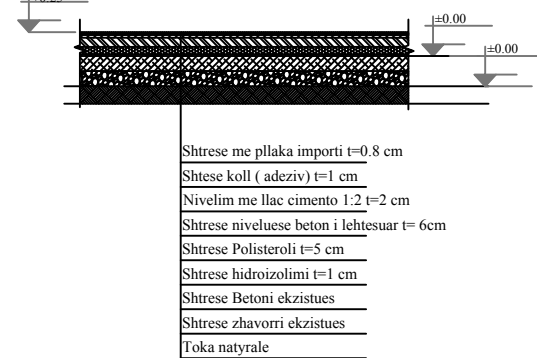 ±0.00
±0.00
Shtrese me pllaka importi t=0.8 cm
Shtese koll ( adeziv) t=1 cm
Nivelim me llac cimento 1:2 t=2 cm
Shtrese niveluese beton i lehtesuar t= 6cm
Shtrese Polisteroli t=5 cm
Shtrese hidroizolimi t=1 cm
Shtrese Betoni ekzistues
Shtrese zhavorri ekzistues
Toka natyrale